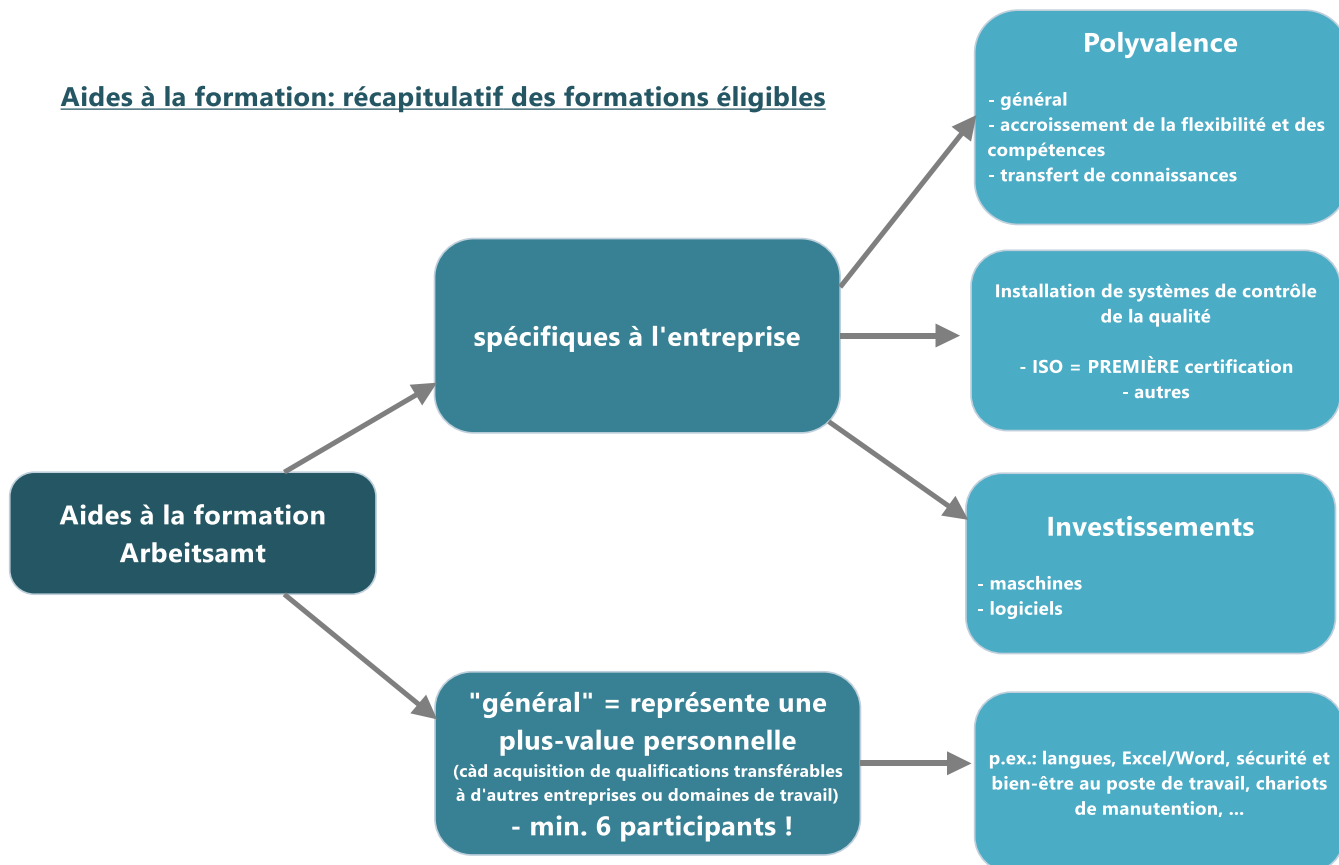 Aides à la formation: récapitulatif des formations éligibles
Aides à la formation
Arbeitsamt
spécifiques à l'entreprise
Polyvalence
- général
- accroissement de la flexibilité et des
compétences
- transfert de connaissances
Installation de systèmes de contrôle
de la qualité
- ISO = PREMIÈRE certification
- autres
Investissements
- maschines
- logiciels
"général" = représente une
plus-value personnelle
(càd acquisition de qualifications transférables
à d'autres entreprises ou domaines de travail)
- min. 6 participants !
p.ex.: langues, Excel/Word, sécurité et
bien-être au poste de travail, chariots
de manutention, ...